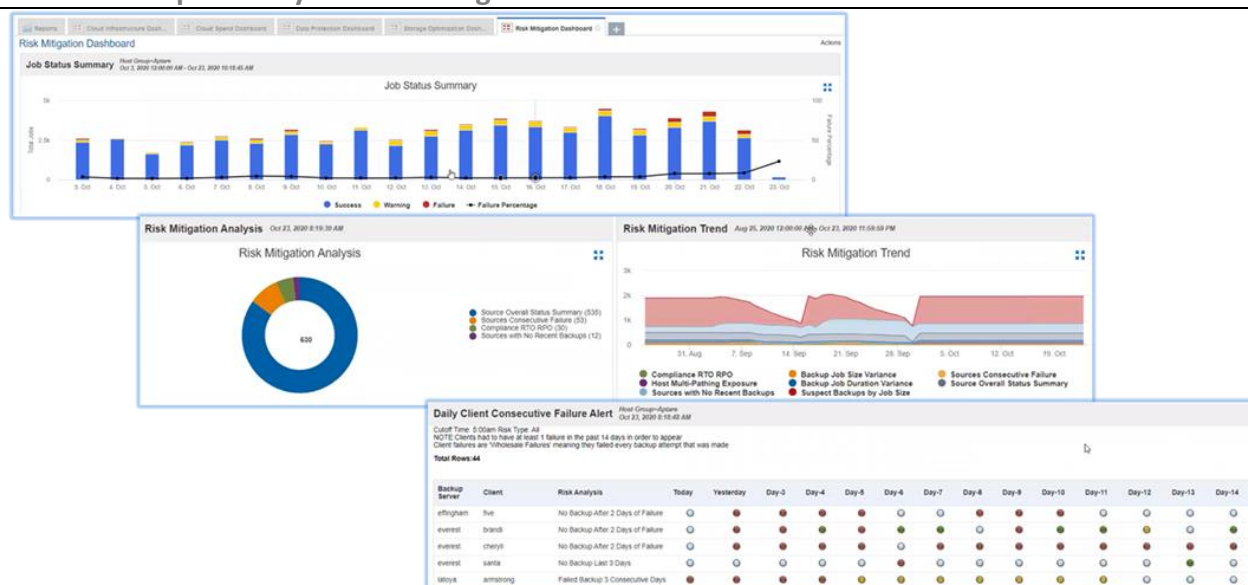 Reports
Cloud Infrastructure Dash...
Cloud Spend Dashboard
Data Protection Dashboard
Storage Optimization Dash...
Risk Mitigation Dashboard
Risk Mitigation Dashboard
Actions
Job Status Summary Host Group=Aptare
Oct 3, 2020 12:00:00 AM - Oct 23, 2020 10:18:45 AM
Job Status Summary
Total Jobs
5k
2.5k
0
100
50
0
Failure Percentage
3. Oct 4. Oct 5. Oct 6. Oct 7. Oct 8. Oct 9. Oct 10. Oct 11. Oct 12. Oct 13. Oct 14. Oct 15. Oct 16. Oct 17. Oct 18. Oct 19. Oct 20. Oct 21. Oct 22. Oct 23. Oct
Success Warning Failure Failure Percentage
Risk Mitigation Analysis Oct 23, 2020 8:19:30 AM
Risk Mitigation Analysis
630
Source Overall Status Summary (535)
Sources Consecutive Failure (53)
Compliance RTO RPO (30)
Sources with No Recent Backups (12)
Risk Mitigation Trend Aug 25, 2020 12:00:00 AM - Oct 23, 2020 11:59:59 PM
Risk Mitigation Trend
3k
2k
1k
0
31. Aug 7. Sep 14. Sep 21. Sep 28. Sep 5. Oct 12. Oct 19. Oct
Compliance RTO RPO Backup Job Size Variance Sources Consecutive Failure
Host Multi-Pathing Exposure Backup Job Duration Variance Source Overall Status Summary
Sources with No Recent Backups Suspect Backups by Job Size
Daily Client Consecutive Failure Alert Host Group=Aptare
Oct 23, 2020 8:18:48 AM
Cutoff Time: 5:00am Risk Type: All
NOTE Clients had to have at least 1 failure in the past 14 days in order to appear
Client failures are 'Wholesale Failures' meaning they failed every backup attempt that was made
Total Rows:44
Backup Server Client Risk Analysis Today Yesterday Day-3 Day-4 Day-5 Day-6 Day-7 Day-8 Day-9 Day-10 Day-11 Day-12 Day-13 Day-14
effingham five No Backup After 2 Days of Failure
everest brandi No Backup After 2 Days of Failure
everest cheryll No Backup After 2 Days of Failure
everest santa No Backup Last 3 Days
latoya armstrong Failed Backup 3 Consecutive Days